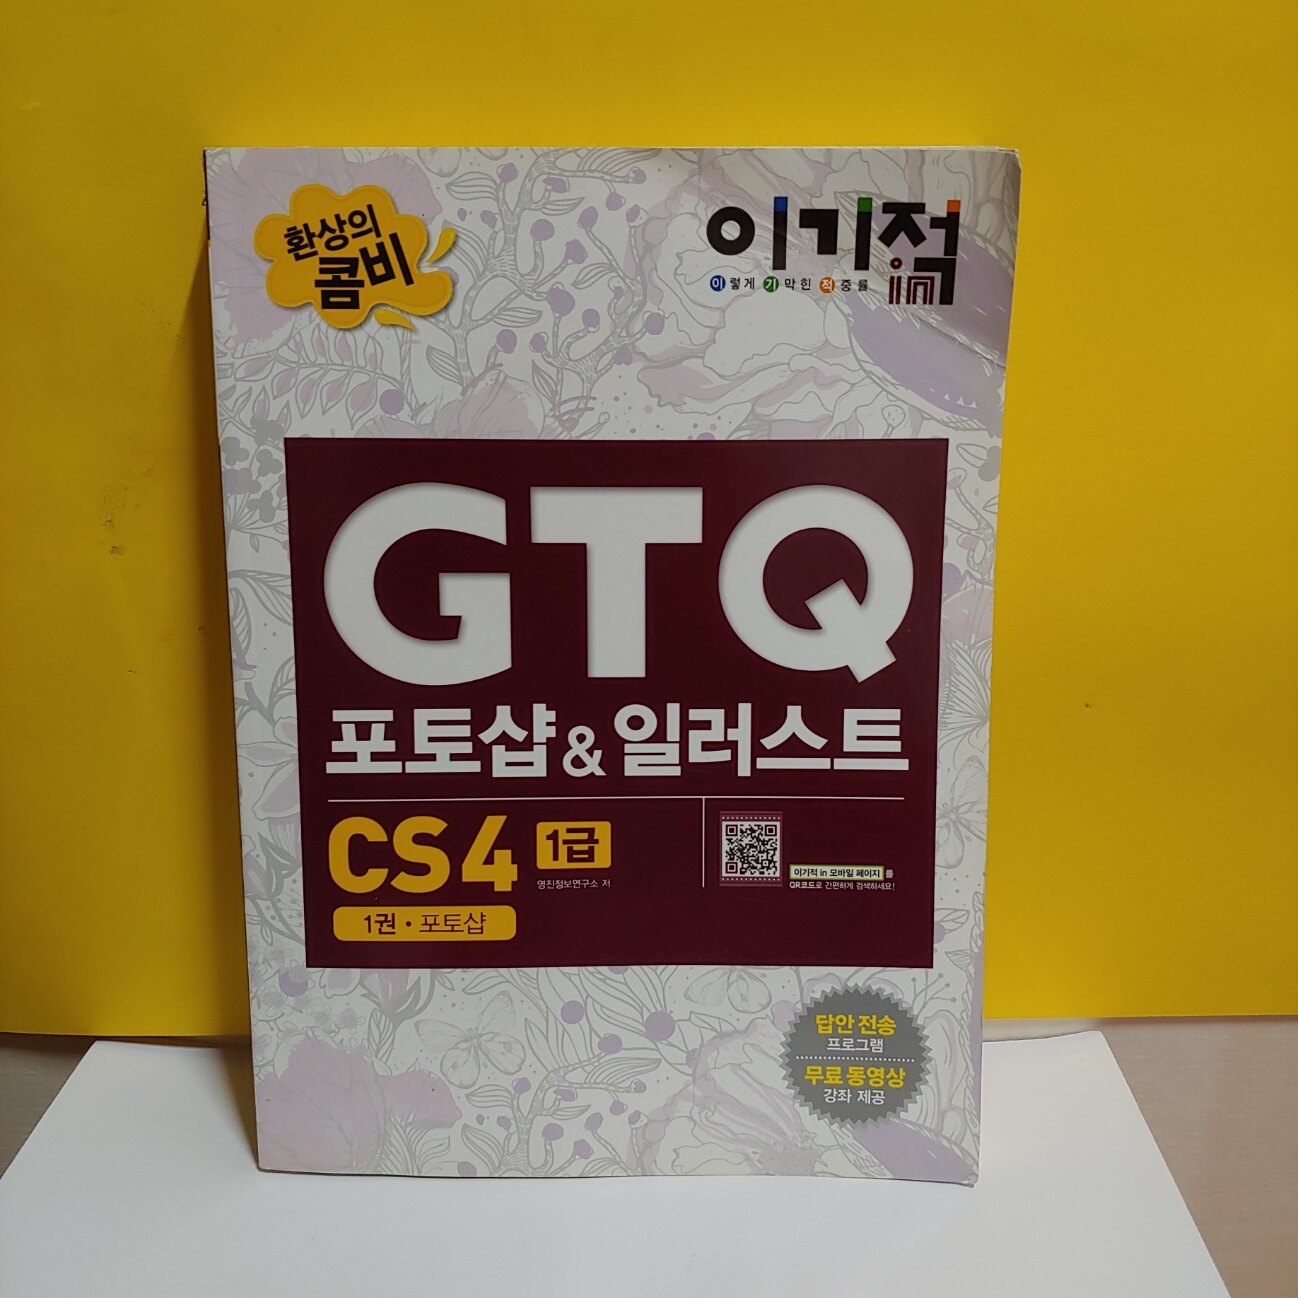 환상의
콤비
이기적
in
이렇게 기막힌 적중률
GTQ
포토샵&일러스트
CS4 1급
영진정보연구소 저
1권 · 포토샵
이기적 in 모바일 페이지를
QR코드로 간편하게 검색하세요!
답안 전송
프로그램
무료 동영상
강좌 제공